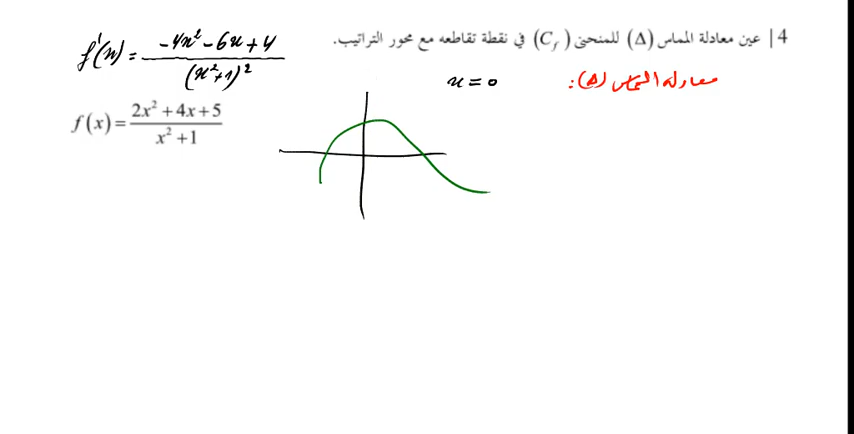 4 | عين معادلة المماس (Δ) للمنحنى (C_f) في نقطة تقاطعه مع محور التراتيب.
معادلة المماس (Δ):
x = 0
f'(x) = (-4x² - 6x + 4) / (x² + 1)²
f(x) = (2x² + 4x + 5) / (x² + 1)